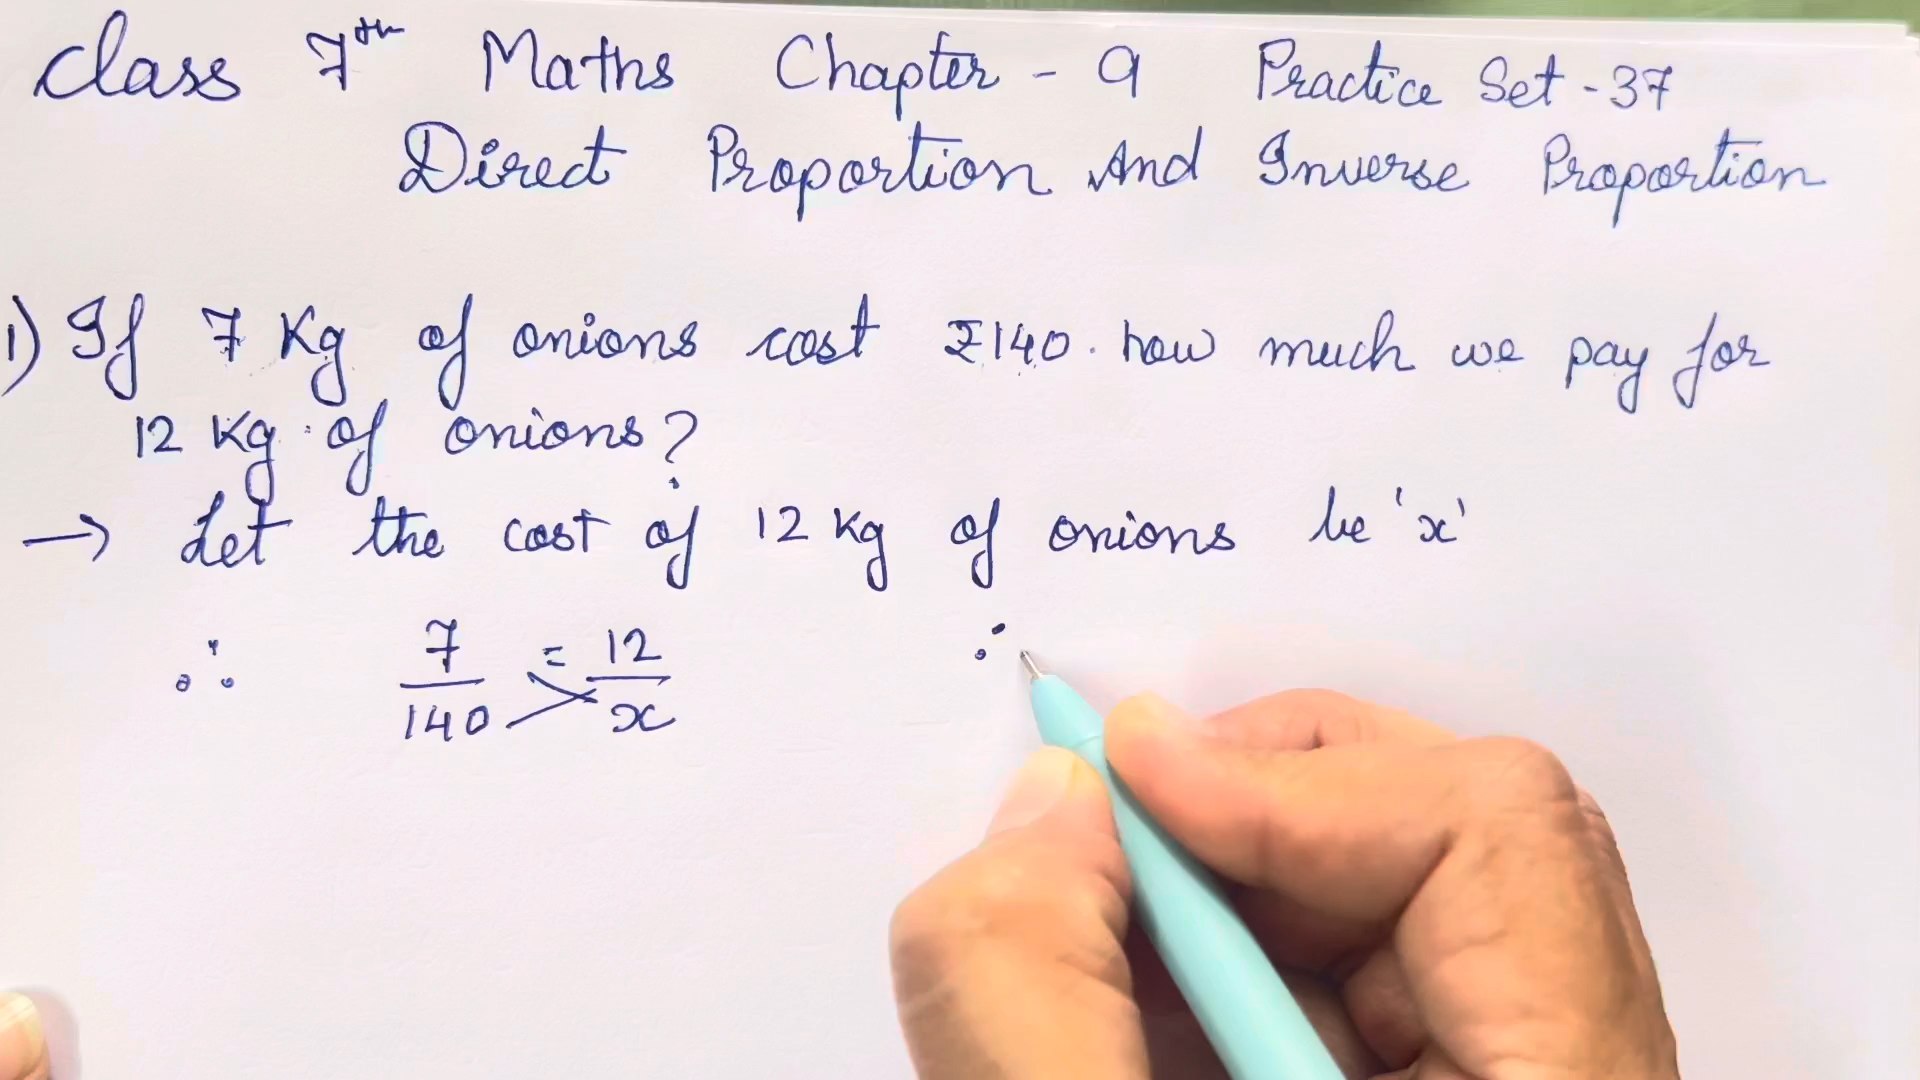 Class 7th Maths Chapter - 9 Practice Set - 37
Direct Proportion And Inverse Proportion
1) If 7 Kg of onions cost ₹140. how much we pay for
12 Kg. of onions?
→ Let the cost of 12 Kg of onions be 'x'
∴ 7/140 = 12/x